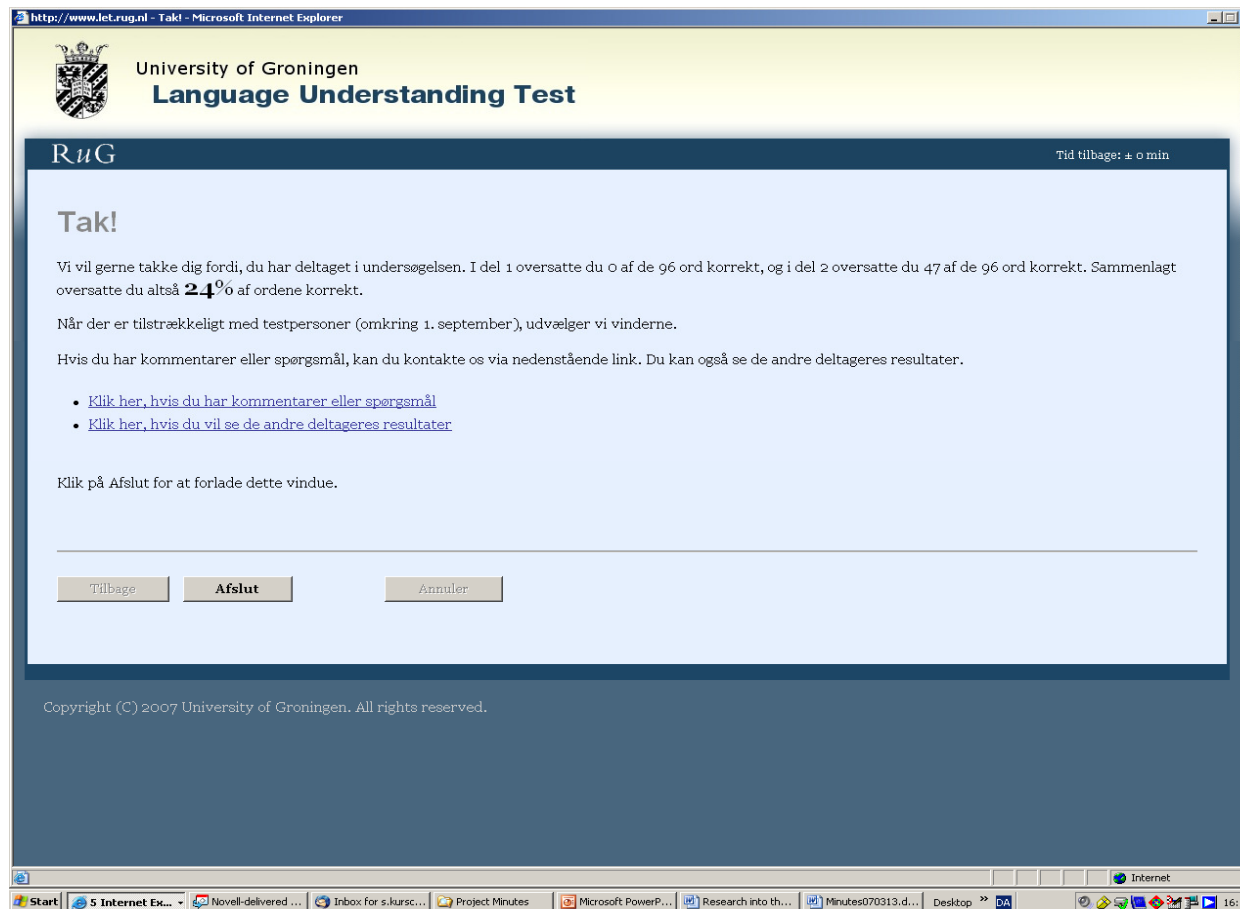 http://www.let.rug.nl - Tak! - Microsoft Internet Explorer
University of Groningen
Language Understanding Test
RuG
Tid tilbage: ± 0 min
Tak!
Vi vil gerne takke dig fordi, du har deltaget i undersøgelsen. I del 1 oversatte du 0 af de 96 ord korrekt, og i del 2 oversatte du 47 af de 96 ord korrekt. Sammenlagt
oversatte du altså 24% af ordene korrekt.
Når der er tilstrækkeligt med testpersoner (omkring 1. september), udvælger vi vinderne.
Hvis du har kommentarer eller spørgsmål, kan du kontakte os via nedenstående link. Du kan også se de andre deltageres resultater.
• Klik her, hvis du har kommentarer eller spørgsmål
• Klik her, hvis du vil se de andre deltageres resultater
Klik på Afslut for at forlade dette vindue.
Tilbage Afslut Annuler
Copyright (C) 2007 University of Groningen. All rights reserved.
Internet
Start 5 Internet Ex... Novell-delivered ... Inbox for s.kursc... Project Minutes Microsoft PowerP... Research into th... Minutes070313.d... Desktop » DA 16: